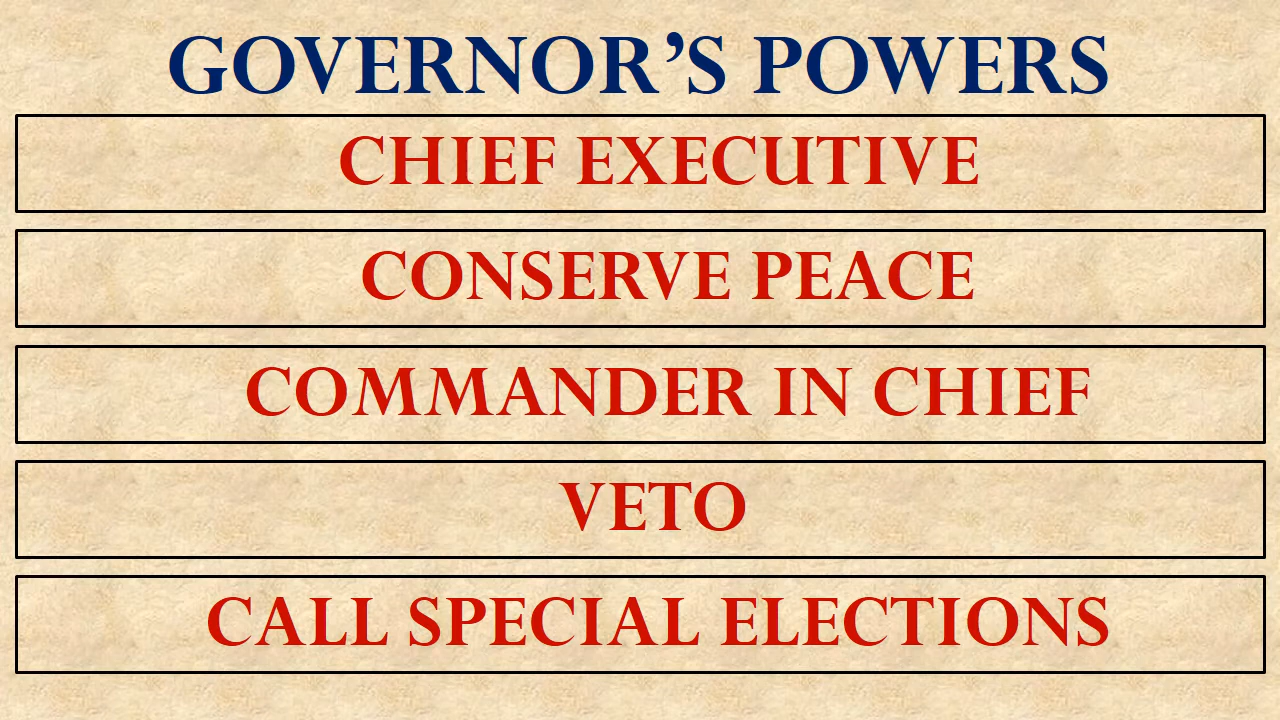 GOVERNOR’S POWERS
CHIEF EXECUTIVE
CONSERVE PEACE
COMMANDER IN CHIEF
VETO
CALL SPECIAL ELECTIONS